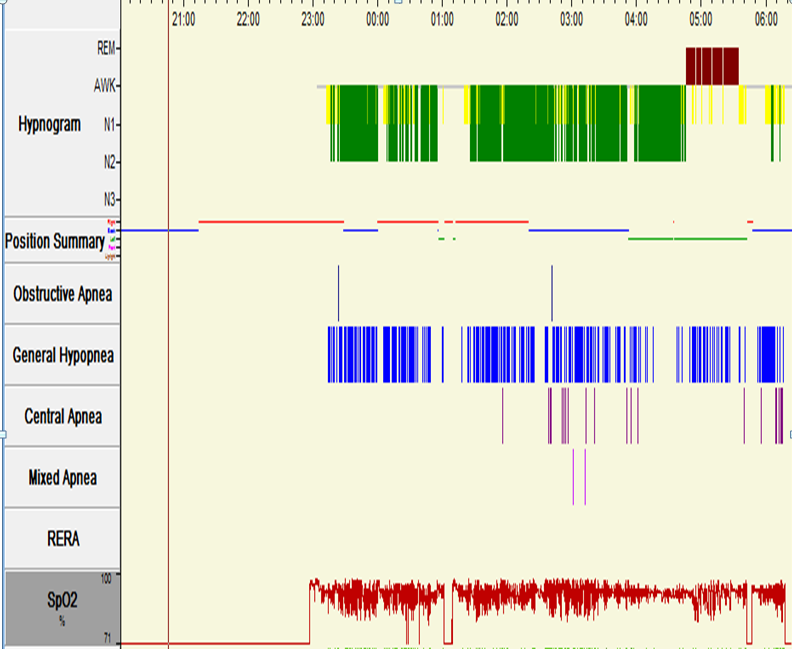 21:00 22:00 23:00 00:00 01:00 02:00 03:00 04:00 05:00 06:00
REM
AWK
Hypnogram
N1
N2
N3
Position Summary
Obstructive Apnea
General Hypopnea
Central Apnea
Mixed Apnea
RERA
100
SpO2
%
71